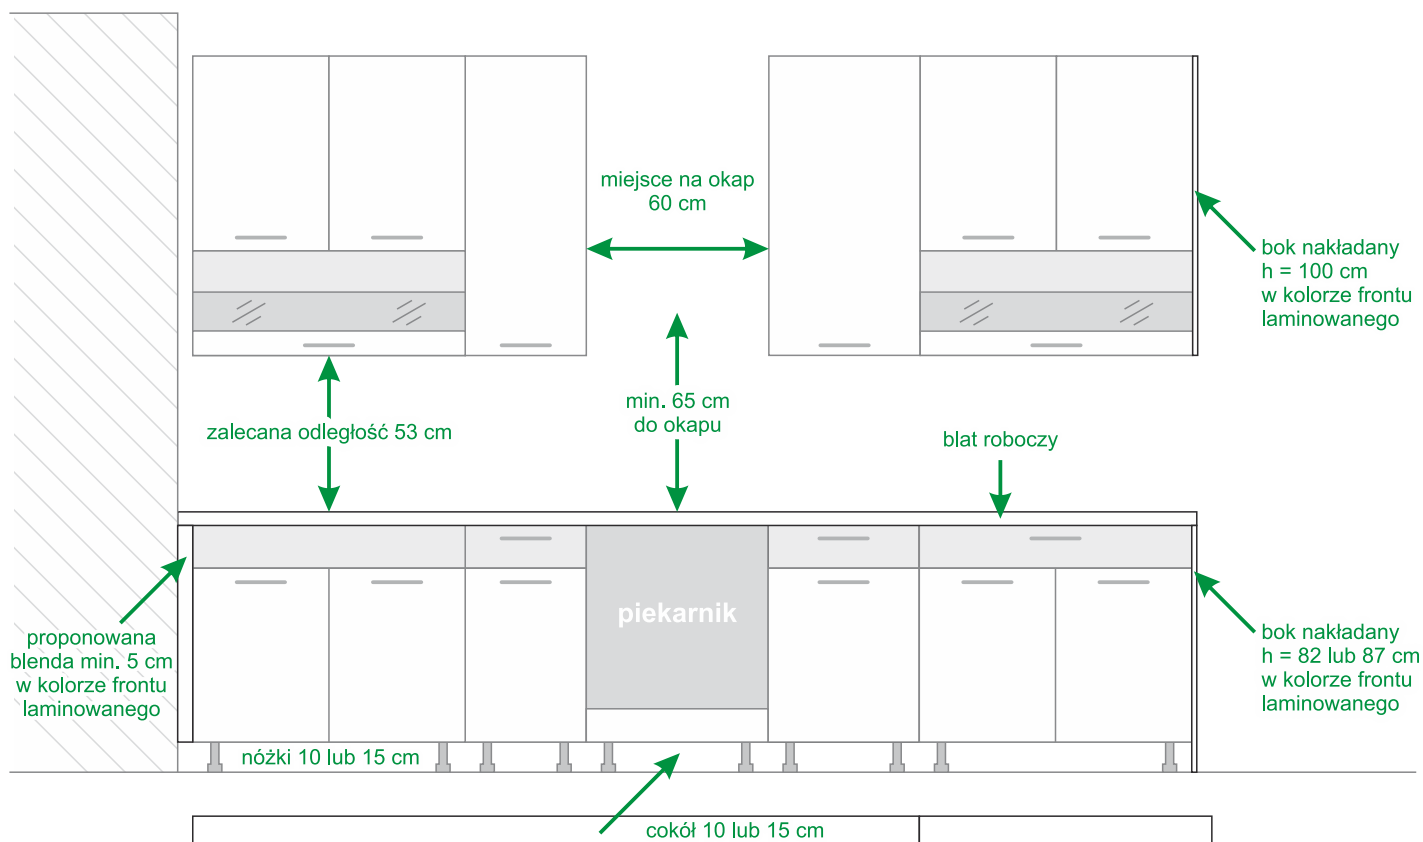 miejsce na okap
60 cm
bok nakładany
h = 100 cm
w kolorze frontu
laminowanego
min. 65 cm
do okapu
zalecana odległość 53 cm
blat roboczy
piekarnik
proponowana
blenda min. 5 cm
w kolorze frontu
laminowanego
bok nakładany
h = 82 lub 87 cm
w kolorze frontu
laminowanego
nóżki 10 lub 15 cm
cokół 10 lub 15 cm